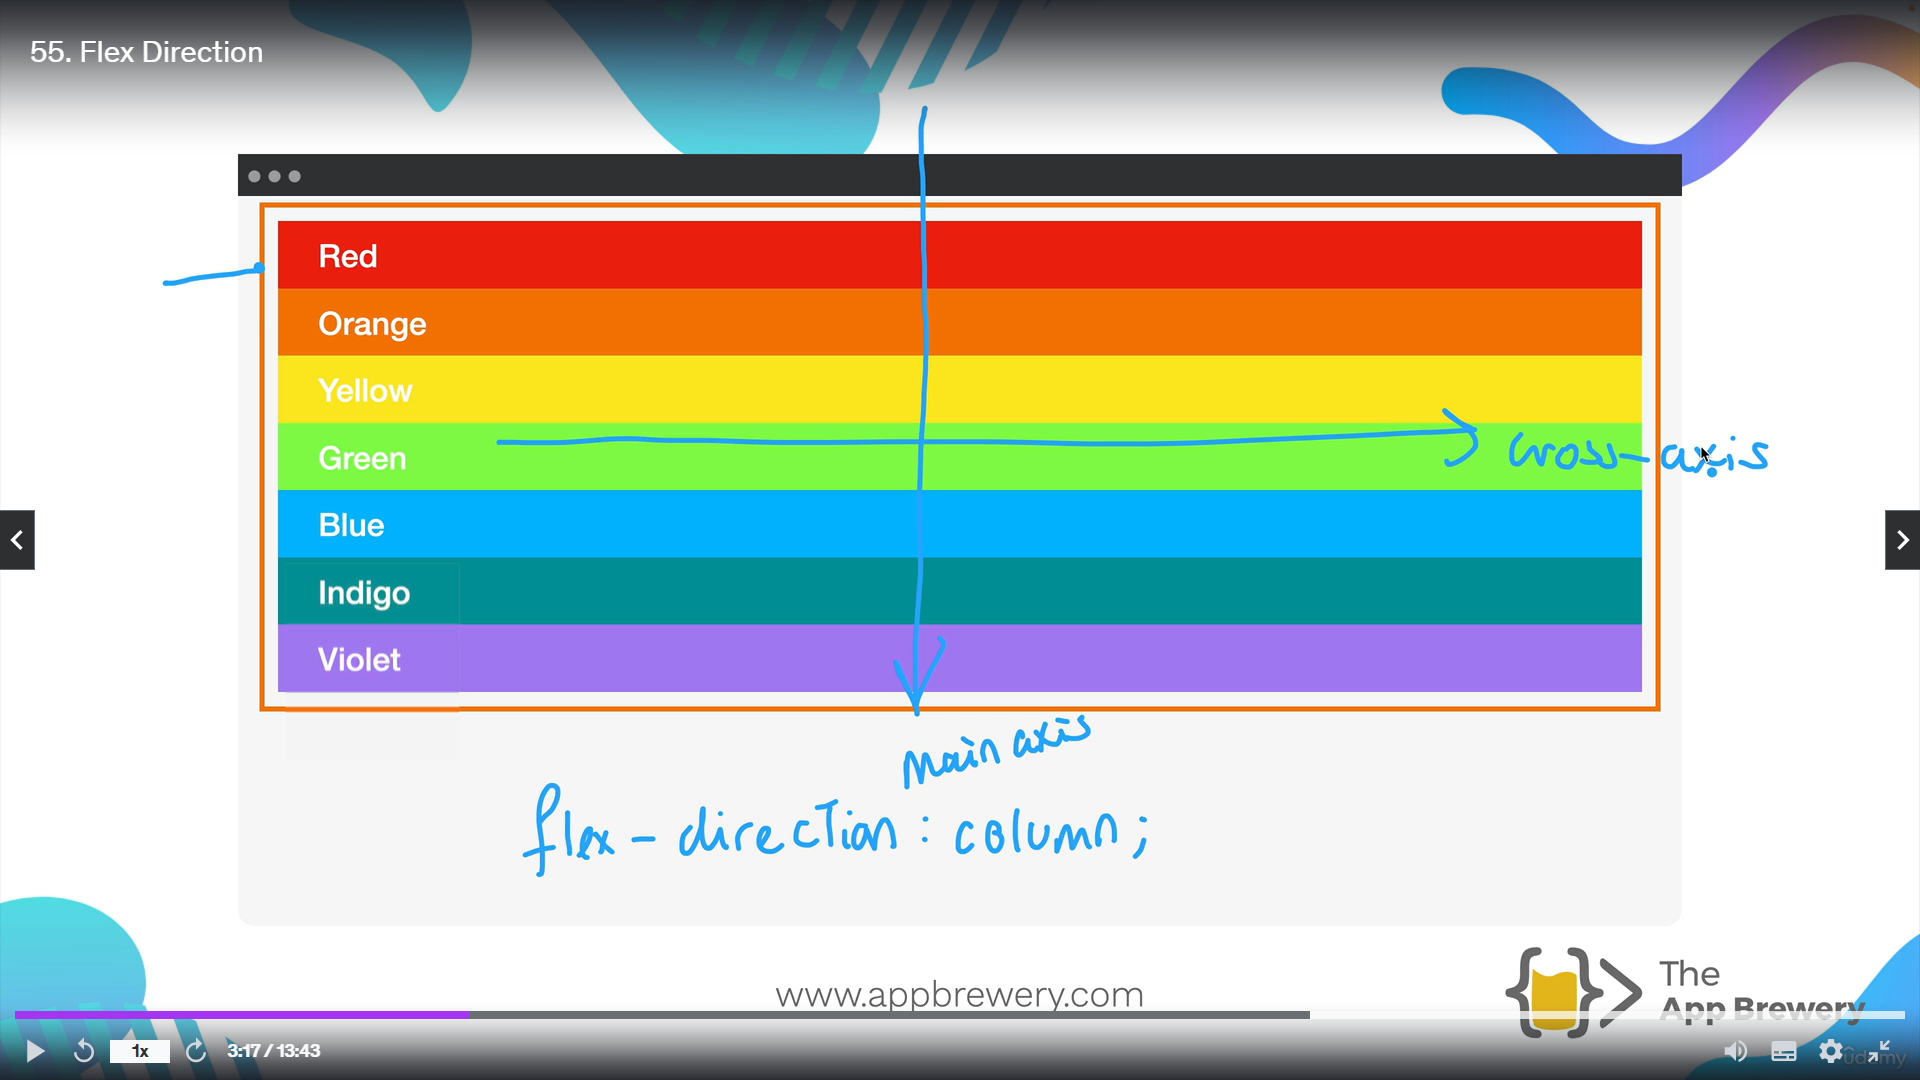 55. Flex Direction
Red
Orange
Yellow
Green
cross-axis
Blue
Indigo
Violet
Main axis
flex-direction: column;
www.appbrewery.com
The
App Brewery
1x
3:17 / 13:43
ûdemy